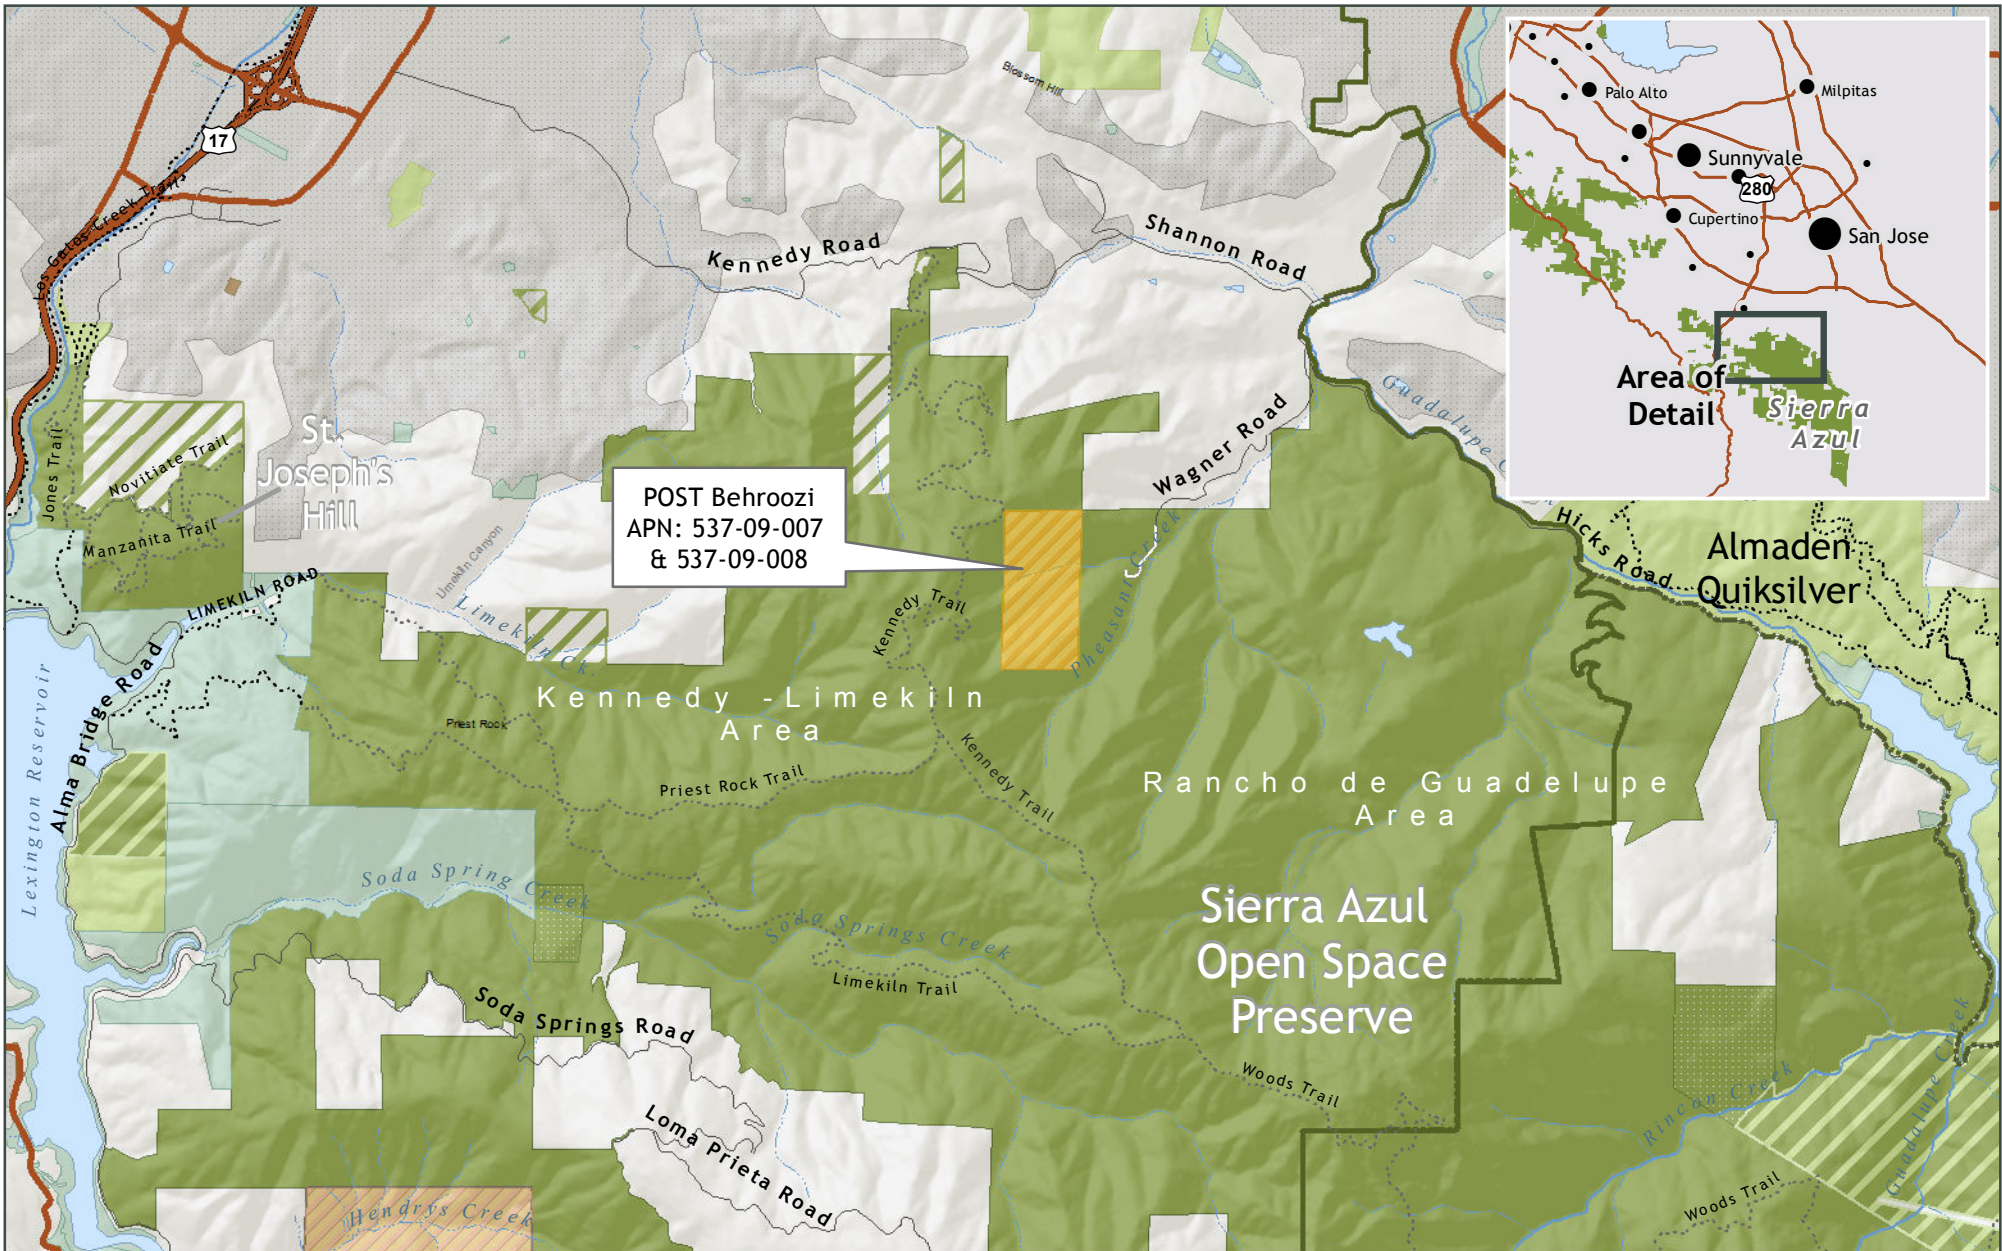 Blossom Hill
17
Los Gatos Creek Trail
Kennedy Road
Shannon Road
Palo Alto
Milpitas
Sunnyvale
280
Cupertino
San Jose
Area of
Detail
Sierra
Azul
Guadalupe C
Jones Trail
Novitiate Trail
Manzanita Trail
St.
Joseph's
Hill
Limekiln Canyon
LIMEKILN ROAD
Limekiln Ck.
POST Behroozi
APN: 537-09-007
& 537-09-008
Wagner Road
Pheasant Creek
Kennedy Trail
Hicks Road
Almaden
Quiksilver
Lexington Reservoir
Alma Bridge Road
Priest Rock
Kennedy -Limekiln
Area
Priest Rock Trail
Kennedy Trail
Rancho de Guadelupe
Area
Soda Spring Creek
Soda Springs Creek
Limekiln Trail
Sierra Azul
Open Space
Preserve
Soda Springs Road
Woods Trail
Loma Prieta Road
Hendrys Creek
Rincon Creek
Guadalupe Creek
Woods Trail